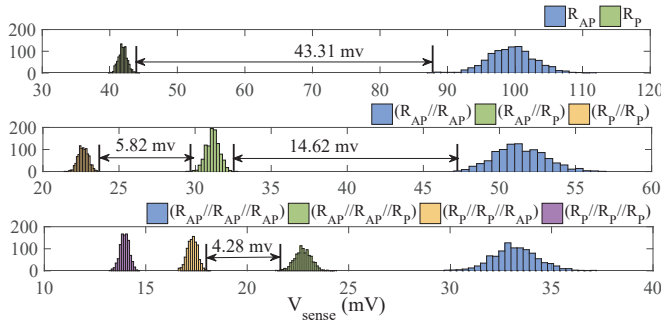 R_AP R_P
200
100
0
43.31 mv
30 40 50 60 70 80 90 100 110 120
(R_AP//R_AP) (R_AP//R_P) (R_P//R_P)
200
100
0
5.82 mv 14.62 mv
20 25 30 35 40 45 50 55 60
(R_AP//R_AP//R_AP) (R_AP//R_AP//R_P) (R_P//R_P//R_AP) (R_P//R_P//R_P)
200
100
0
4.28 mv
10 15 20 25 30 35 40
V_sense (mV)